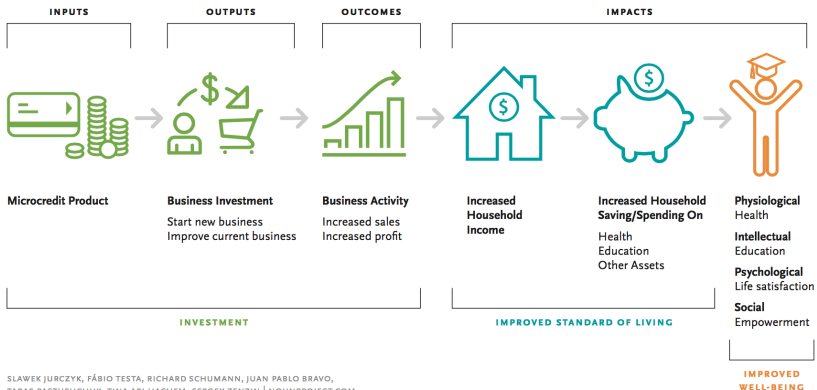 INPUTS
OUTPUTS
OUTCOMES
IMPACTS
$
$
$
Microcredit Product
Business Investment
Start new business
Improve current business
Business Activity
Increased sales
Increased profit
Increased
Household
Income
Increased Household
Saving/Spending On
Health
Education
Other Assets
Physiological
Health
Intellectual
Education
Psychological
Life satisfaction
Social
Empowerment
INVESTMENT
IMPROVED STANDARD OF LIVING
IMPROVED
WELL-BEING
SLAWEK JURCZYK, FÁBIO TESTA, RICHARD SCHUMANN, JUAN PABLO BRAVO,